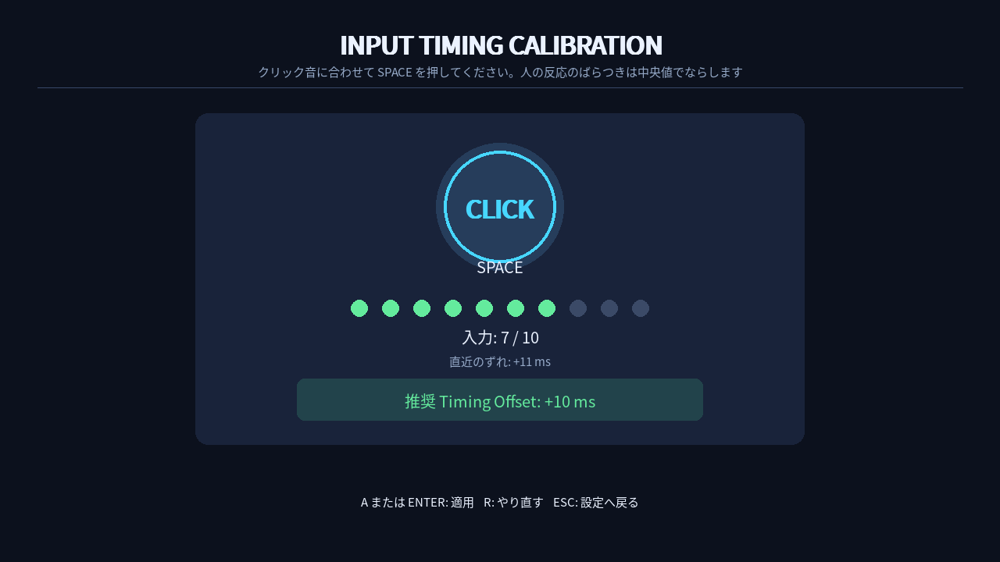 INPUT TIMING CALIBRATION
クリック音に合わせて SPACE を押してください。人の反応のばらつきは中央値でならします
CLICK
SPACE
入力: 7 / 10
直近のずれ: +11 ms
推奨 Timing Offset: +10 ms
A または ENTER: 適用 R: やり直す ESC: 設定へ戻る